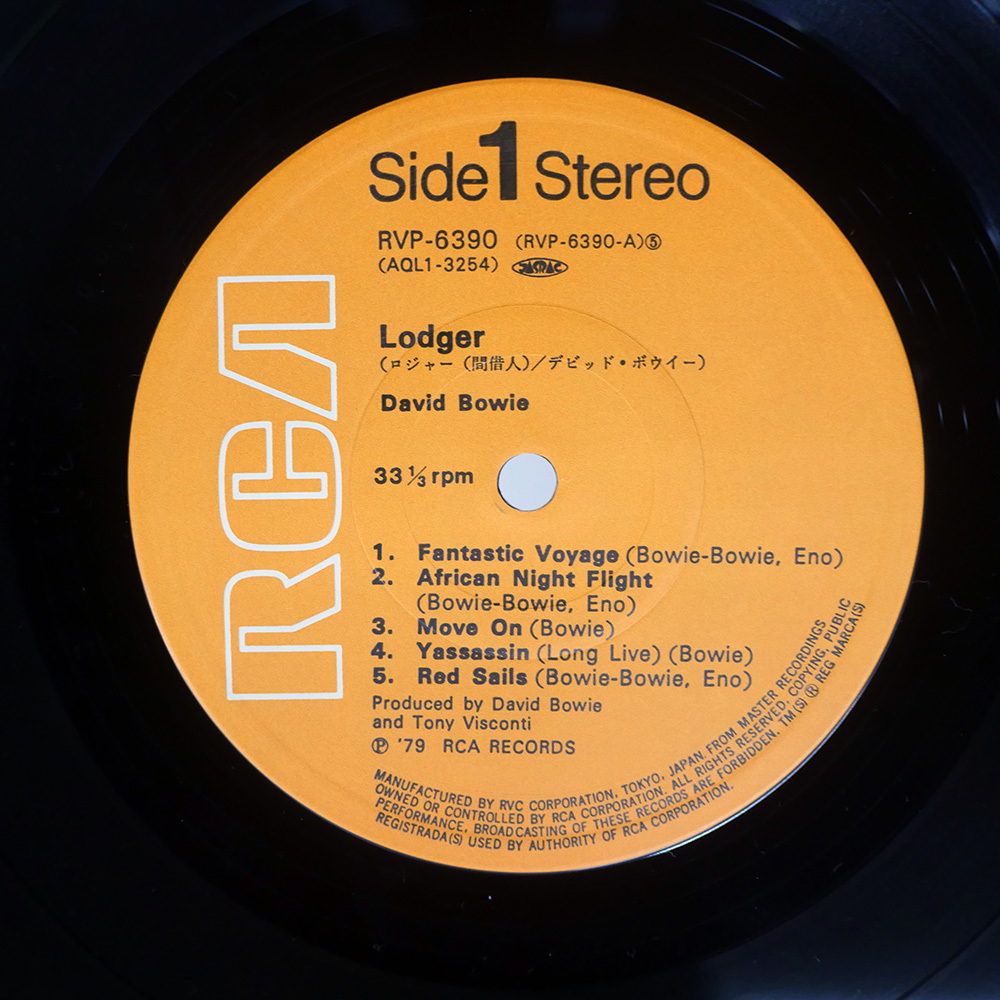 Side 1 Stereo
RVP-6390 (RVP-6390-A)⑤
(AQL1-3254) JASRAC
Lodger
(ロジャー (間借人)／デビッド・ボウイー)
David Bowie
33 1/3 rpm
RCA
1. Fantastic Voyage (Bowie-Bowie, Eno)
2. African Night Flight
(Bowie-Bowie, Eno)
3. Move On (Bowie)
4. Yassassin (Long Live) (Bowie)
5. Red Sails (Bowie-Bowie, Eno)
Produced by David Bowie
and Tony Visconti
Ⓟ '79 RCA RECORDS
MANUFACTURED BY RVC CORPORATION, TOKYO, JAPAN. FROM MASTER RECORDINGS
OWNED OR CONTROLLED BY RCA CORPORATION. ALL RIGHTS RESERVED, COPYING, PUBLIC
PERFORMANCE, BROADCASTING OF THESE RECORDS ARE FORBIDDEN. TM(S) ® REG MARCA(S)
REGISTRADA(S) USED BY AUTHORITY OF RCA CORPORATION.